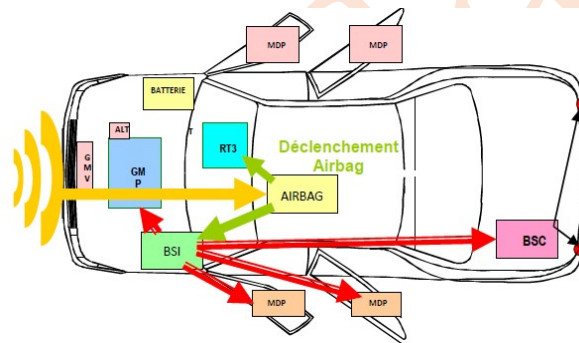 MDP
MDP
BATTERIE
ALT
T
RT3
Déclenchement
Airbag
G
M
V
GM
P
AIRBAG
BSI
BSC
MDP
MDP